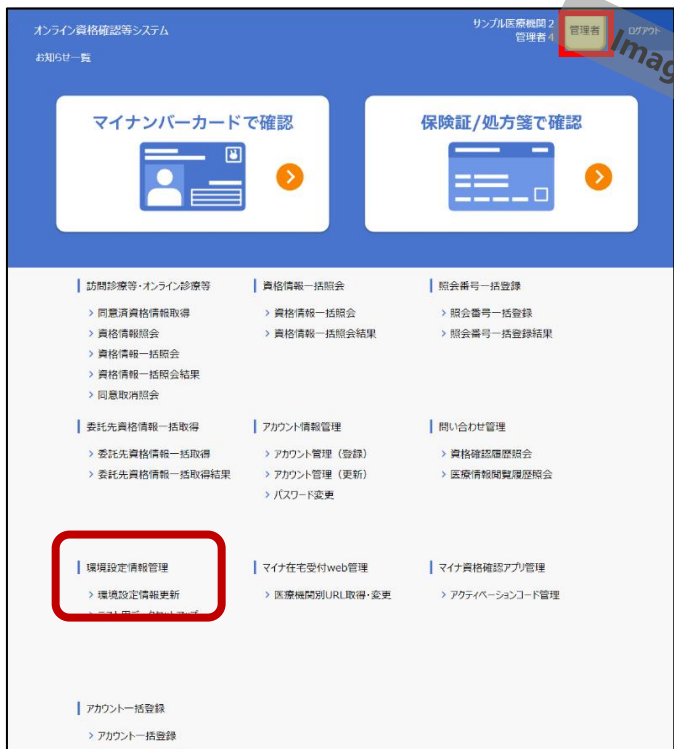 オンライン資格確認等システム
サンプル医療機関2
管理者4
管理者
ログアウト
Imag
お知らせ一覧
マイナンバーカードで確認
保険証/処方箋で確認
訪問診療等・オンライン診療等
資格情報一括照会
照会番号一括登録
> 同意済資格情報取得
> 資格情報一括照会
> 照会番号一括登録
> 資格情報照会
> 資格情報一括照会結果
> 照会番号一括登録結果
> 資格情報一括照会
> 資格情報一括照会結果
> 同意取消照会
委託先資格情報一括取得
アカウント情報管理
問い合わせ管理
> 委託先資格情報一括取得
> アカウント管理（登録）
> 資格確認履歴照会
> 委託先資格情報一括取得結果
> アカウント管理（更新）
> 医療情報閲覧履歴照会
> パスワード変更
環境設定情報管理
マイナ在宅受付web管理
マイナ資格確認アプリ管理
> 環境設定情報更新
> 医療機関別URL取得・変更
> アクティベーションコード管理
アカウント一括登録
> アカウント一括登録